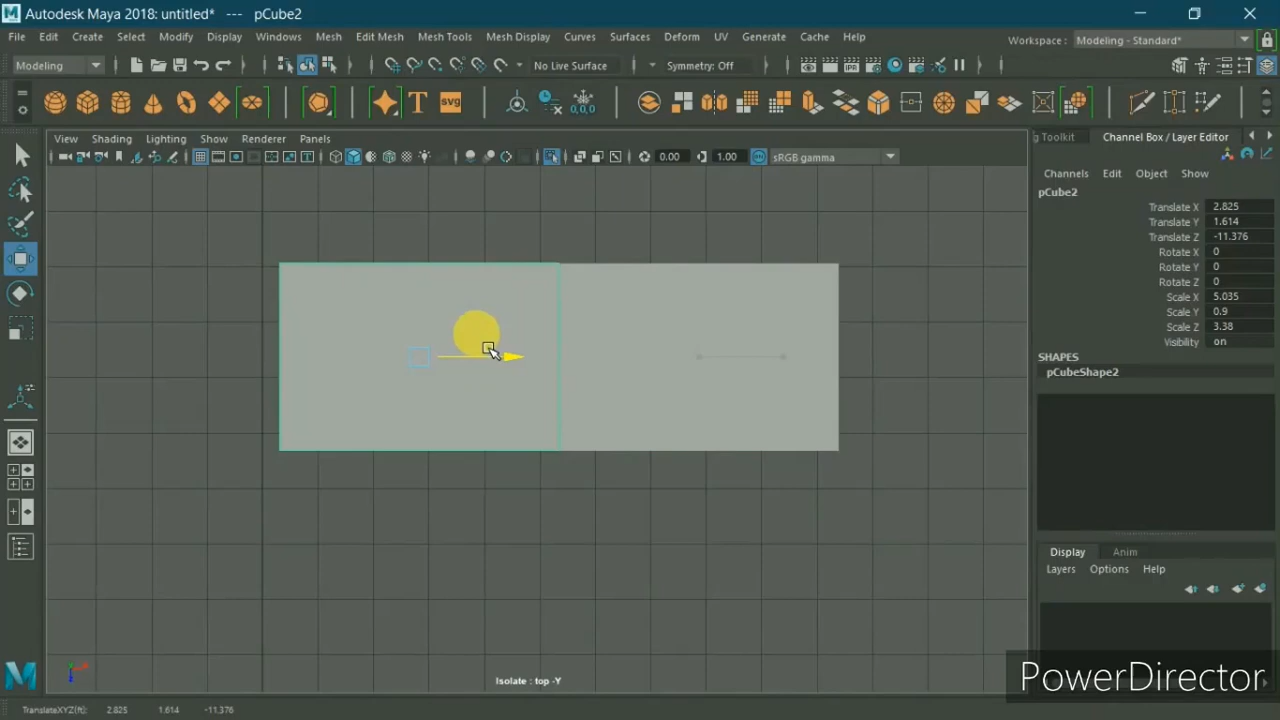 Autodesk Maya 2018: untitled* --- pCube2
File Edit Create Select Modify Display Windows Mesh Edit Mesh Mesh Tools Mesh Display Curves Surfaces Deform UV Generate Cache Help
Workspace : Modeling - Standard*
Modeling No Live Surface Symmetry: Off
T SVG 0,0,0
View Shading Lighting Show Renderer Panels
g Toolkit Channel Box / Layer Editor
0.00 1.00 sRGB gamma
Channels Edit Object Show
pCube2
Translate X 2.825
Translate Y 1.614
Translate Z -11.376
Rotate X 0
Rotate Y 0
Rotate Z 0
Scale X 5.035
Scale Y 0.9
Scale Z 3.38
Visibility on
SHAPES
pCubeShape2
Display Anim
Layers Options Help
Isolate : top -Y
PowerDirector
TranslateXYZ(ft): 2.825 1.614 -11.376